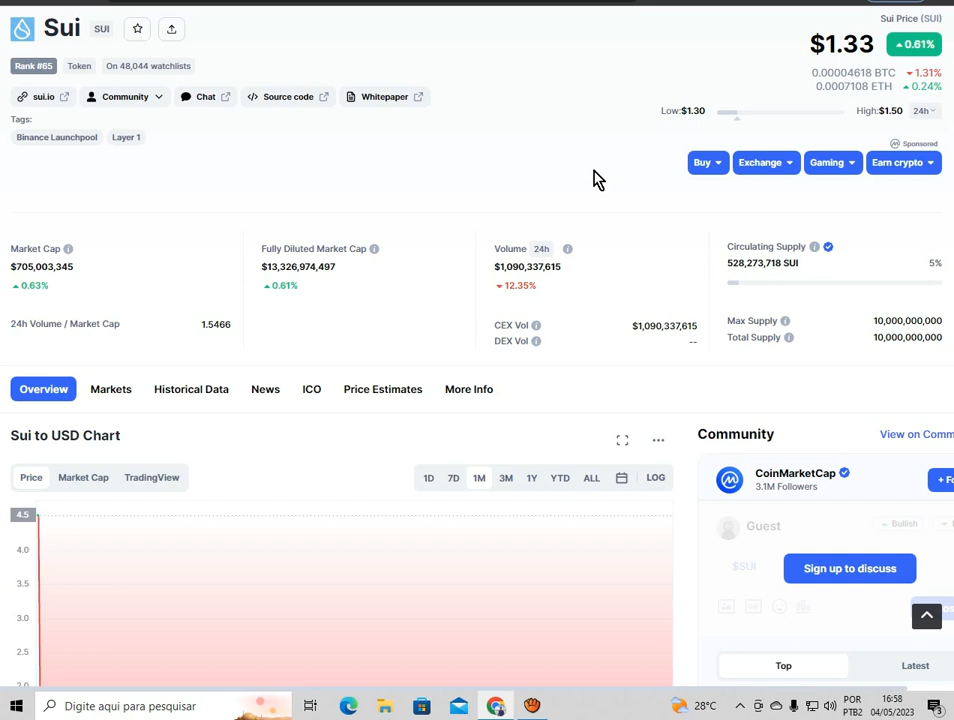 Sui SUI
Sui Price (SUI)
$1.33 0.61%
Rank #65 Token On 48,044 watchlists
0.00004618 BTC 1.31%
0.0007108 ETH 0.24%
sui.io Community Chat Source code Whitepaper
Low:$1.30 High:$1.50 24h
Tags:
Binance Launchpool Layer 1
Sponsored
Buy Exchange Gaming Earn crypto
Market Cap
$705,003,345
0.63%
24h Volume / Market Cap 1.5466
Fully Diluted Market Cap
$13,326,974,497
0.61%
Volume 24h
$1,090,337,615
12.35%
CEX Vol $1,090,337,615
DEX Vol --
Circulating Supply
528,273,718 SUI 5%
Max Supply 10,000,000,000
Total Supply 10,000,000,000
Overview Markets Historical Data News ICO Price Estimates More Info
Sui to USD Chart
Price Market Cap TradingView
1D 7D 1M 3M 1Y YTD ALL LOG
4.5
4.0
3.5
3.0
2.5
2.0
Community View on Comm
CoinMarketCap
3.1M Followers
+ Fo
Guest Bullish
$SUI
Sign up to discuss
Top Latest
Digite aqui para pesquisar
28°C
POR
PTB2
16:58
04/05/2023
3